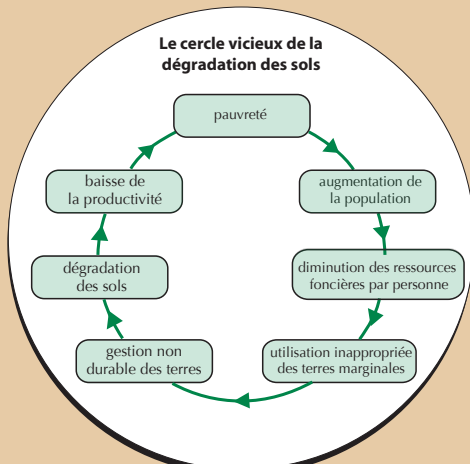 Le cercle vicieux de la
dégradation des sols
pauvreté
augmentation de
la population
diminution des ressources
foncières par personne
utilisation inappropriée
des terres marginales
gestion non
durable des terres
dégradation
des sols
baisse de
la productivité